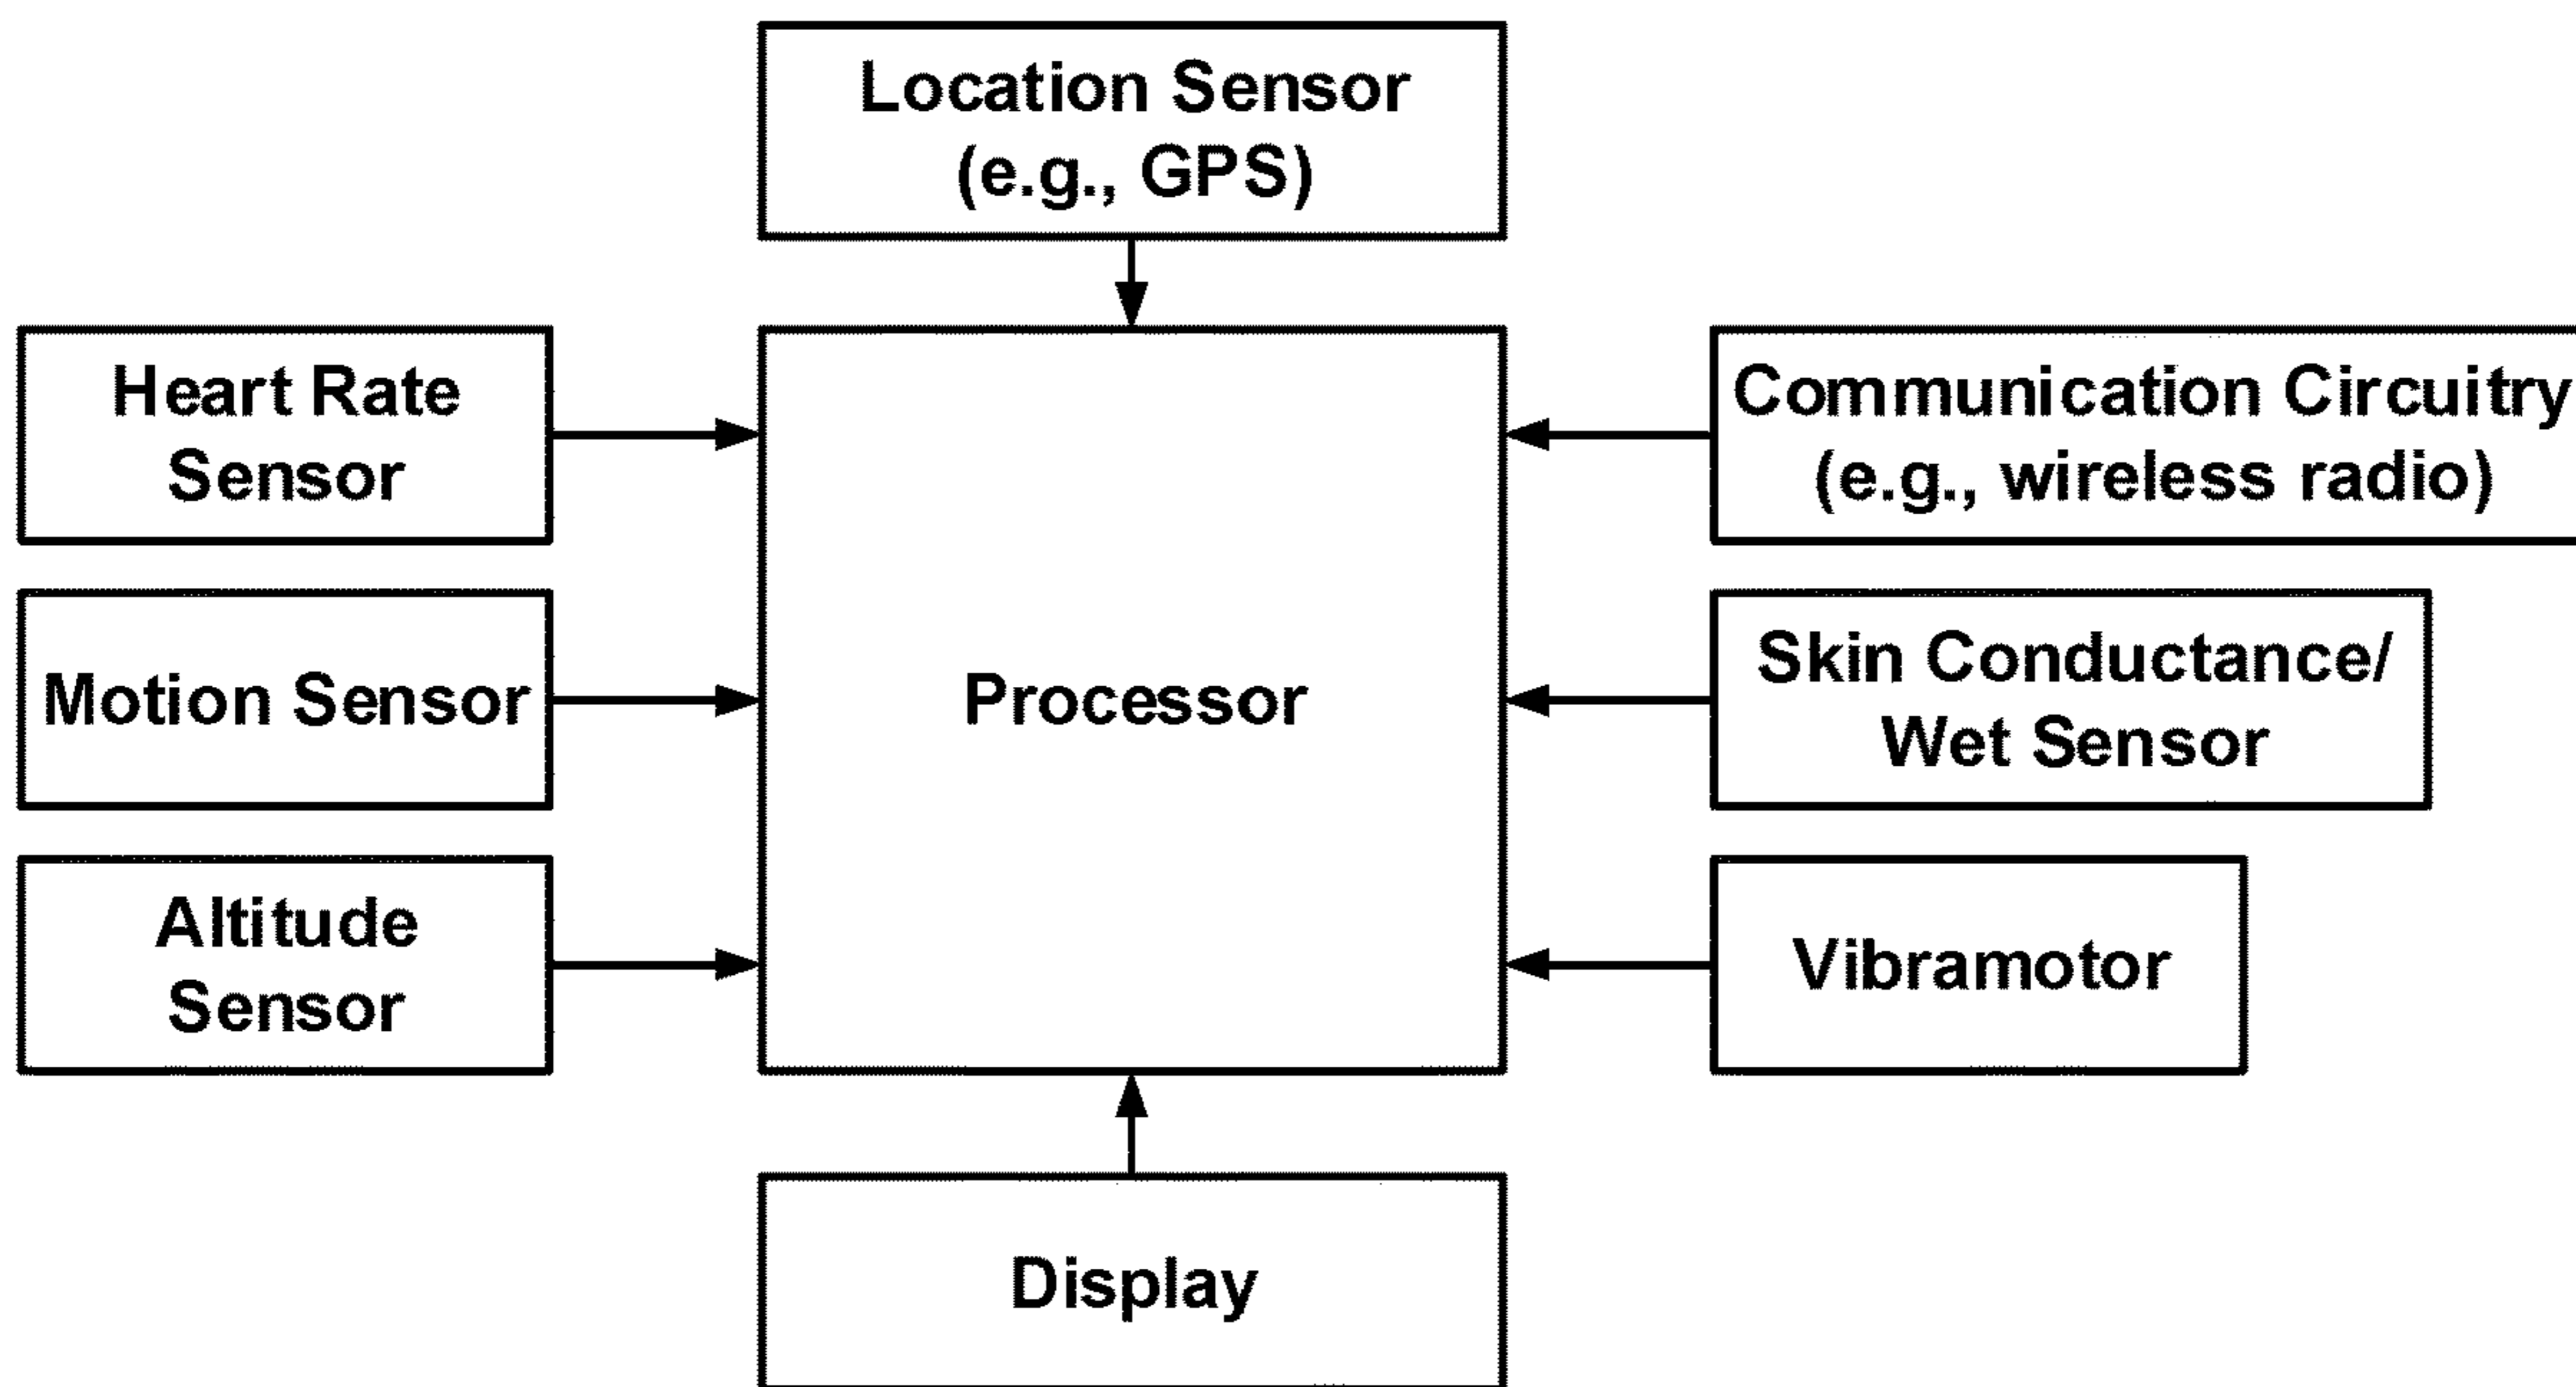 Location Sensor
(e.g., GPS)
Heart Rate
Sensor
Communication Circuitry
(e.g., wireless radio)
Motion Sensor
Processor
Skin Conductance/
Wet Sensor
Altitude
Sensor
Vibramotor
Display